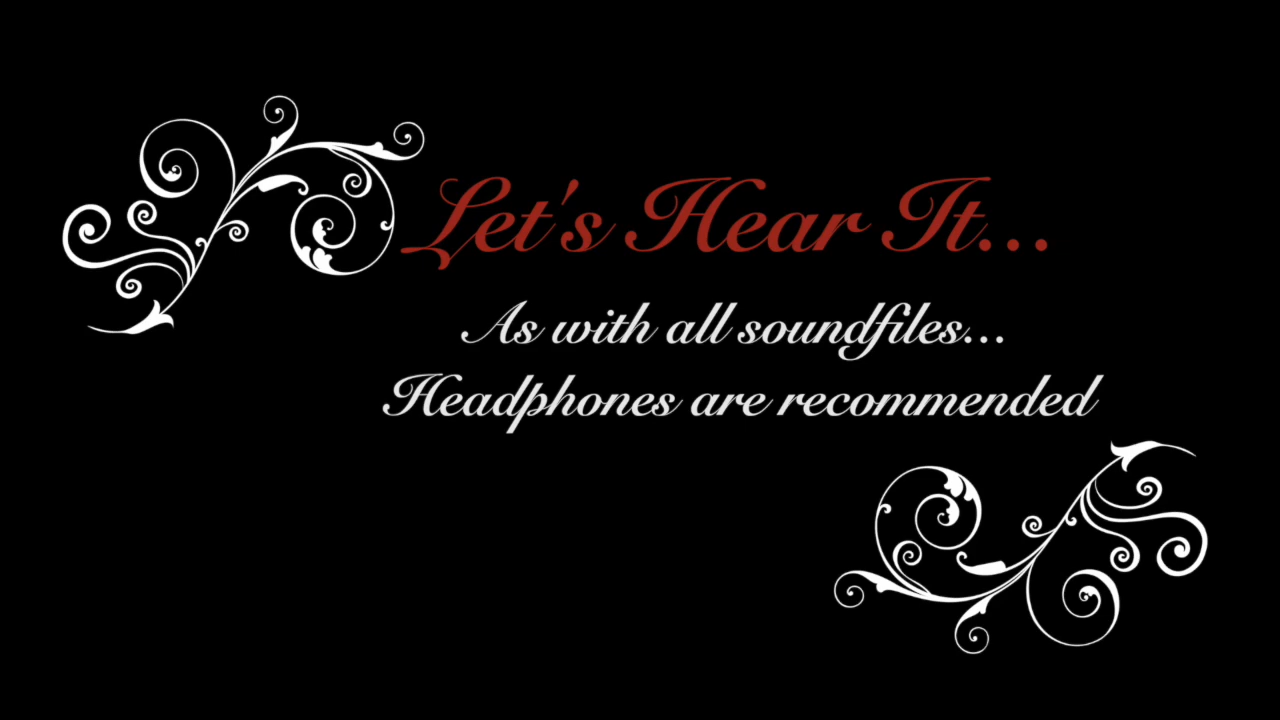 Let's Hear It...
As with all soundfiles...
Headphones are recommended